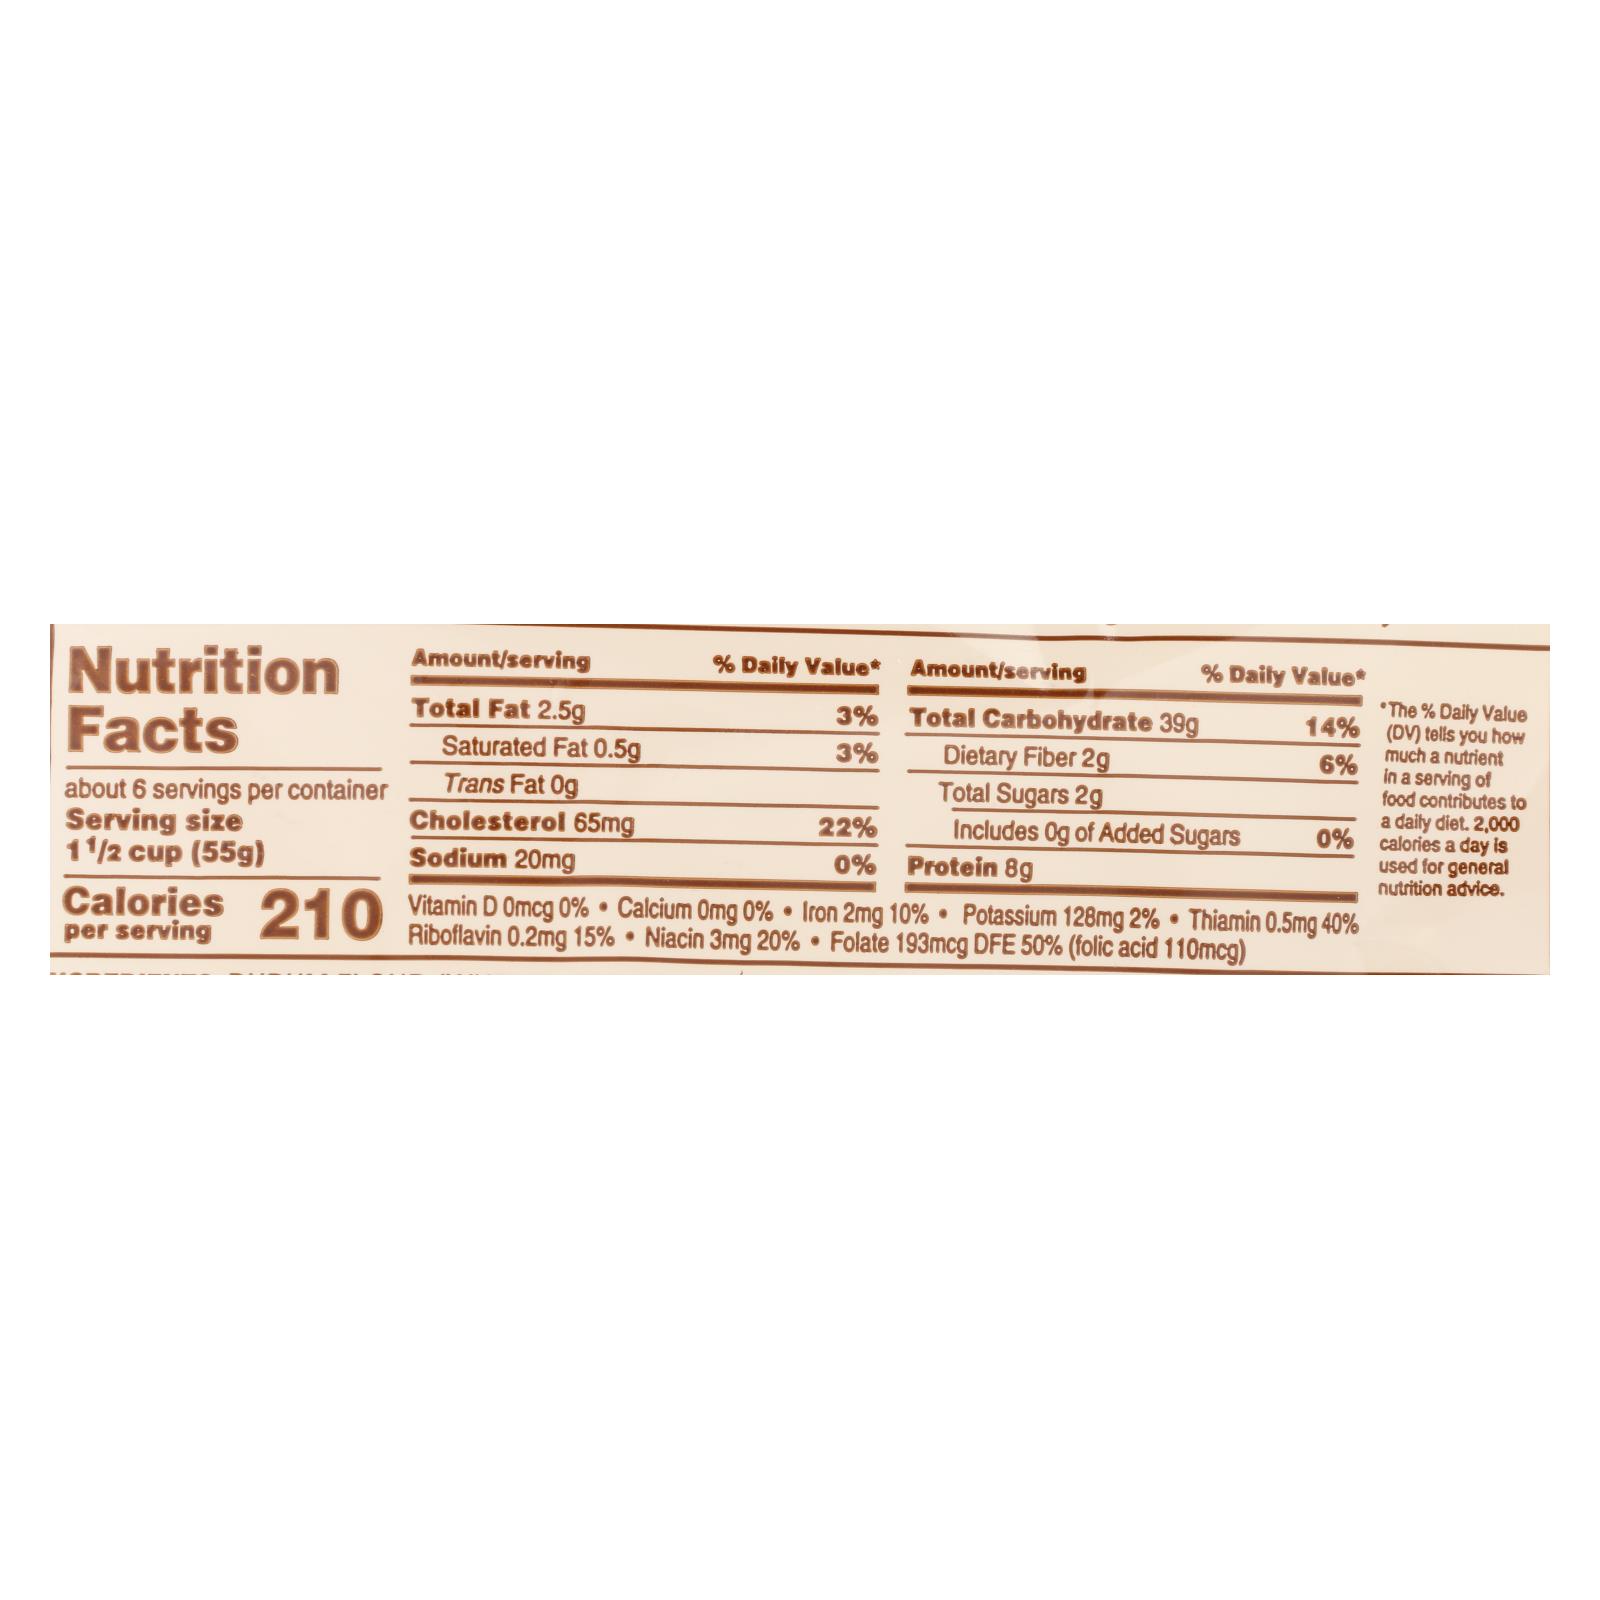 Nutrition
Facts
about 6 servings per container
Serving size
1 1/2 cup (55g)
Calories
per serving
210
Amount/serving % Daily Value*
Total Fat 2.5g 3%
Saturated Fat 0.5g 3%
Trans Fat 0g
Cholesterol 65mg 22%
Sodium 20mg 0%
Amount/serving % Daily Value*
Total Carbohydrate 39g 14%
Dietary Fiber 2g 6%
Total Sugars 2g
Includes 0g of Added Sugars 0%
Protein 8g
Vitamin D 0mcg 0% • Calcium 0mg 0% • Iron 2mg 10% • Potassium 128mg 2% • Thiamin 0.5mg 40%
Riboflavin 0.2mg 15% • Niacin 3mg 20% • Folate 193mcg DFE 50% (folic acid 110mcg)
*The % Daily Value
(DV) tells you how
much a nutrient
in a serving of
food contributes to
a daily diet. 2,000
calories a day is
used for general
nutrition advice.